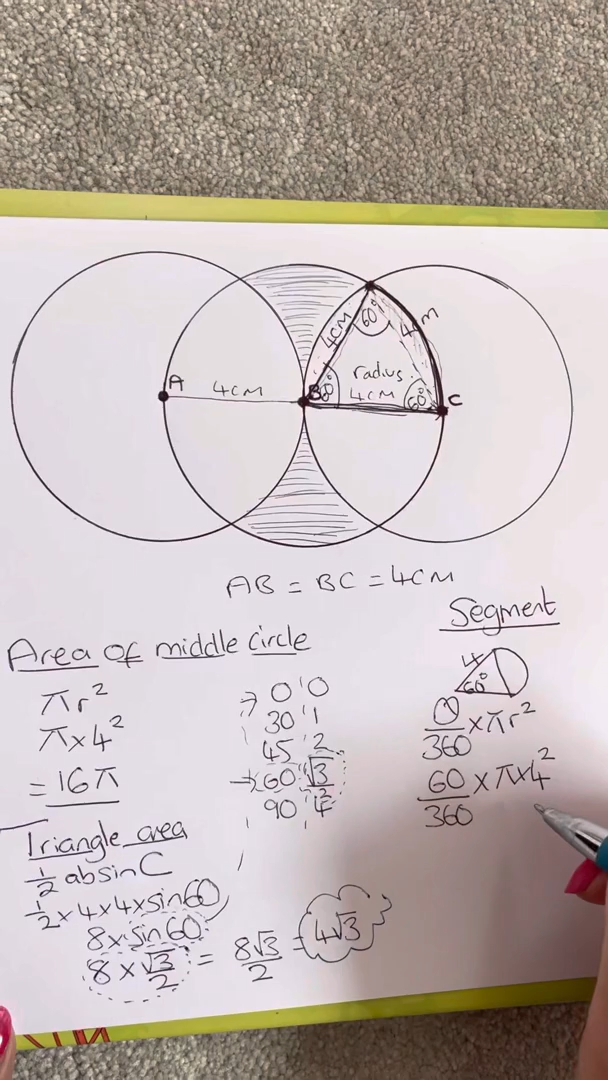 A
4CM
B
C
4CM
60°
4
m
60°
radius
4CM
60°
AB = BC = 4CM
Area of middle circle
πr²
π×4²
= 16π
→ 0 0
30 1
45 2
→ 60 √3
2
90 4
Triangle area
½ absinC
½ × 4 × 4 × sin60
8 × sin60
8 × √3/2 = 8√3/2 = 4√3
Segment
4
60°
θ/360 × πr²
60/360 × π × 4²